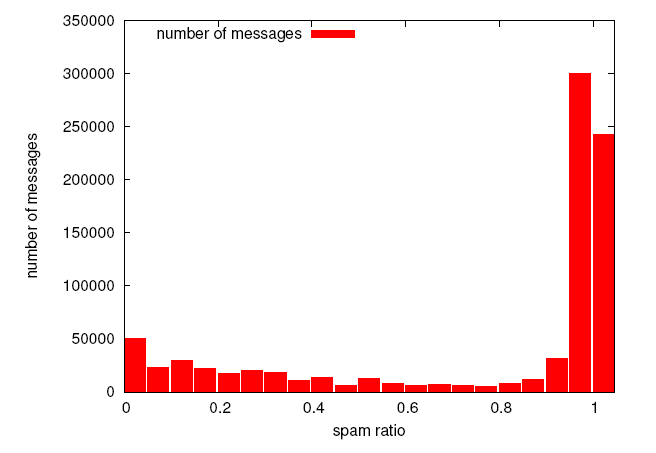 350000
number of messages
300000
250000
200000
150000
100000
50000
0
number of messages
0 0.2 0.4 0.6 0.8 1
spam ratio